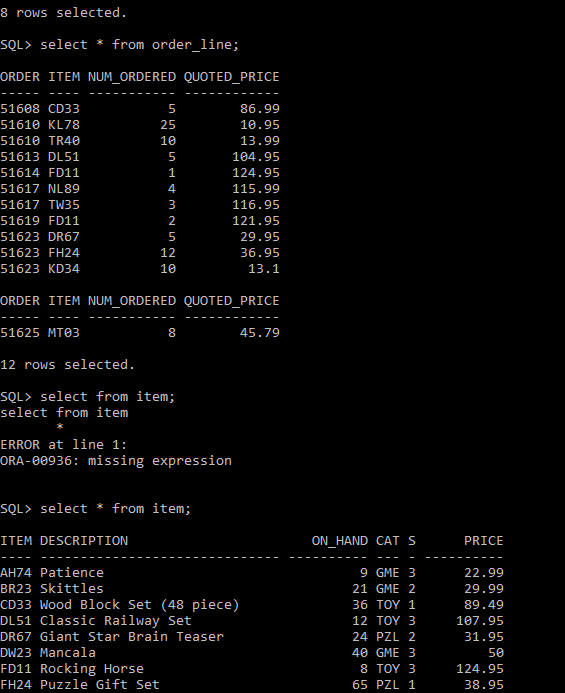 8 rows selected.
SQL> select * from order_line;
ORDER ITEM NUM_ORDERED QUOTED_PRICE
----- ---- ----------- ------------
51608 CD33           5        86.99
51610 KL78          25        10.95
51610 TR40          10        13.99
51613 DL51           5       104.95
51614 FD11           1       124.95
51617 NL89           4       115.99
51617 TW35           3       116.95
51619 FD11           2       121.95
51623 DR67           5        29.95
51623 FH24          12        36.95
51623 KD34          10         13.1
ORDER ITEM NUM_ORDERED QUOTED_PRICE
----- ---- ----------- ------------
51625 MT03           8        45.79
12 rows selected.
SQL> select from item;
select from item
       *
ERROR at line 1:
ORA-00936: missing expression
SQL> select * from item;
ITEM DESCRIPTION                       ON_HAND CAT S      PRICE
---- ------------------------------ ---------- --- - ----------
AH74 Patience                                9 GME 3      22.99
BR23 Skittles                               21 GME 2      29.99
CD33 Wood Block Set (48 piece)              36 TOY 1      89.49
DL51 Classic Railway Set                    12 TOY 3     107.95
DR67 Giant Star Brain Teaser                24 PZL 2      31.95
DW23 Mancala                                40 GME 3         50
FD11 Rocking Horse                           8 TOY 3     124.95
FH24 Puzzle Gift Set                        65 PZL 1      38.95